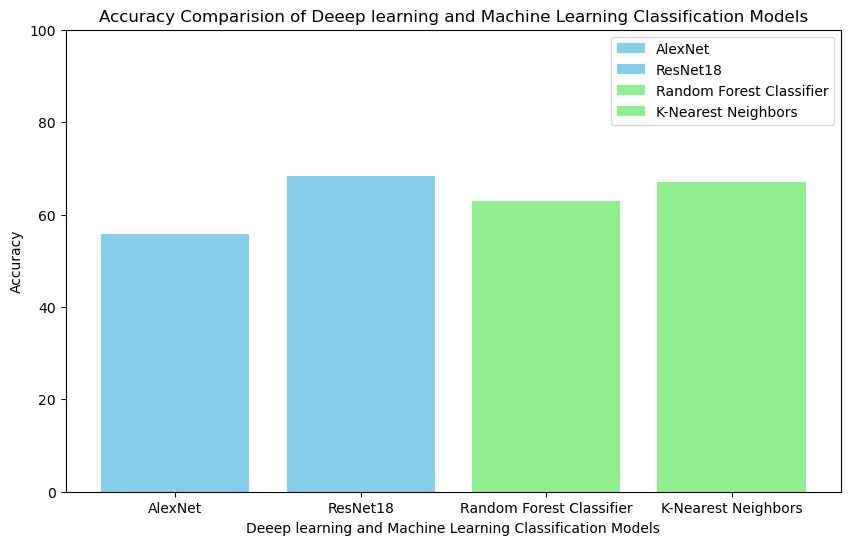 Accuracy Comparision of Deeep learning and Machine Learning Classification Models
100
80
60
40
20
0
Accuracy
AlexNet
ResNet18
Random Forest Classifier
K-Nearest Neighbors
AlexNet
ResNet18
Random Forest Classifier
K-Nearest Neighbors
Deeep learning and Machine Learning Classification Models